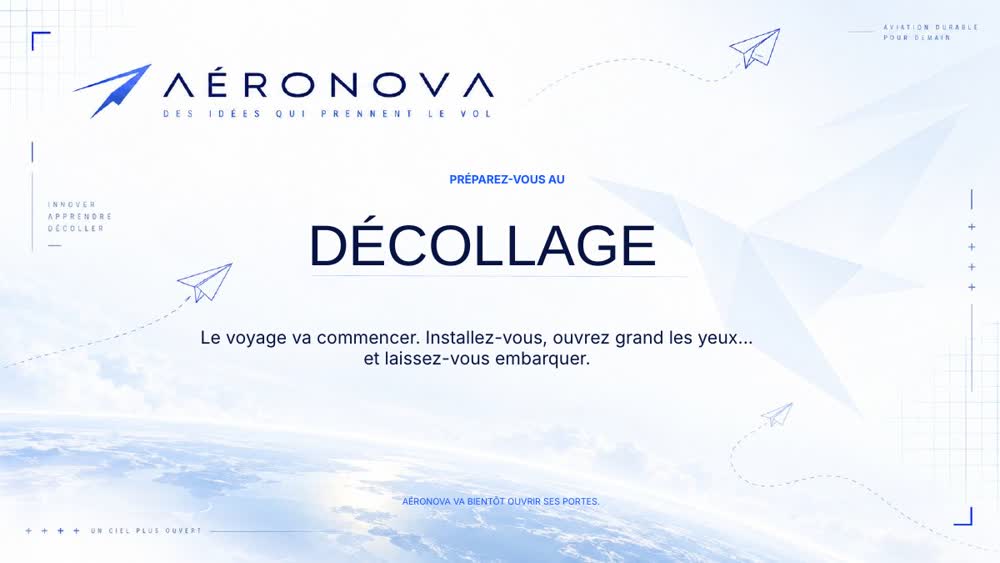 AVIATION DURABLE
POUR DEMAIN
AÉRONOVA
DES IDÉES QUI PRENNENT LE VOL
PRÉPAREZ-VOUS AU
INNOVER
APPRENDRE
DÉCOLLER
DÉCOLLAGE
Le voyage va commencer. Installez-vous, ouvrez grand les yeux...
et laissez-vous embarquer.
AÉRONOVA VA BIENTÔT OUVRIR SES PORTES.
UN CIEL PLUS OUVERT